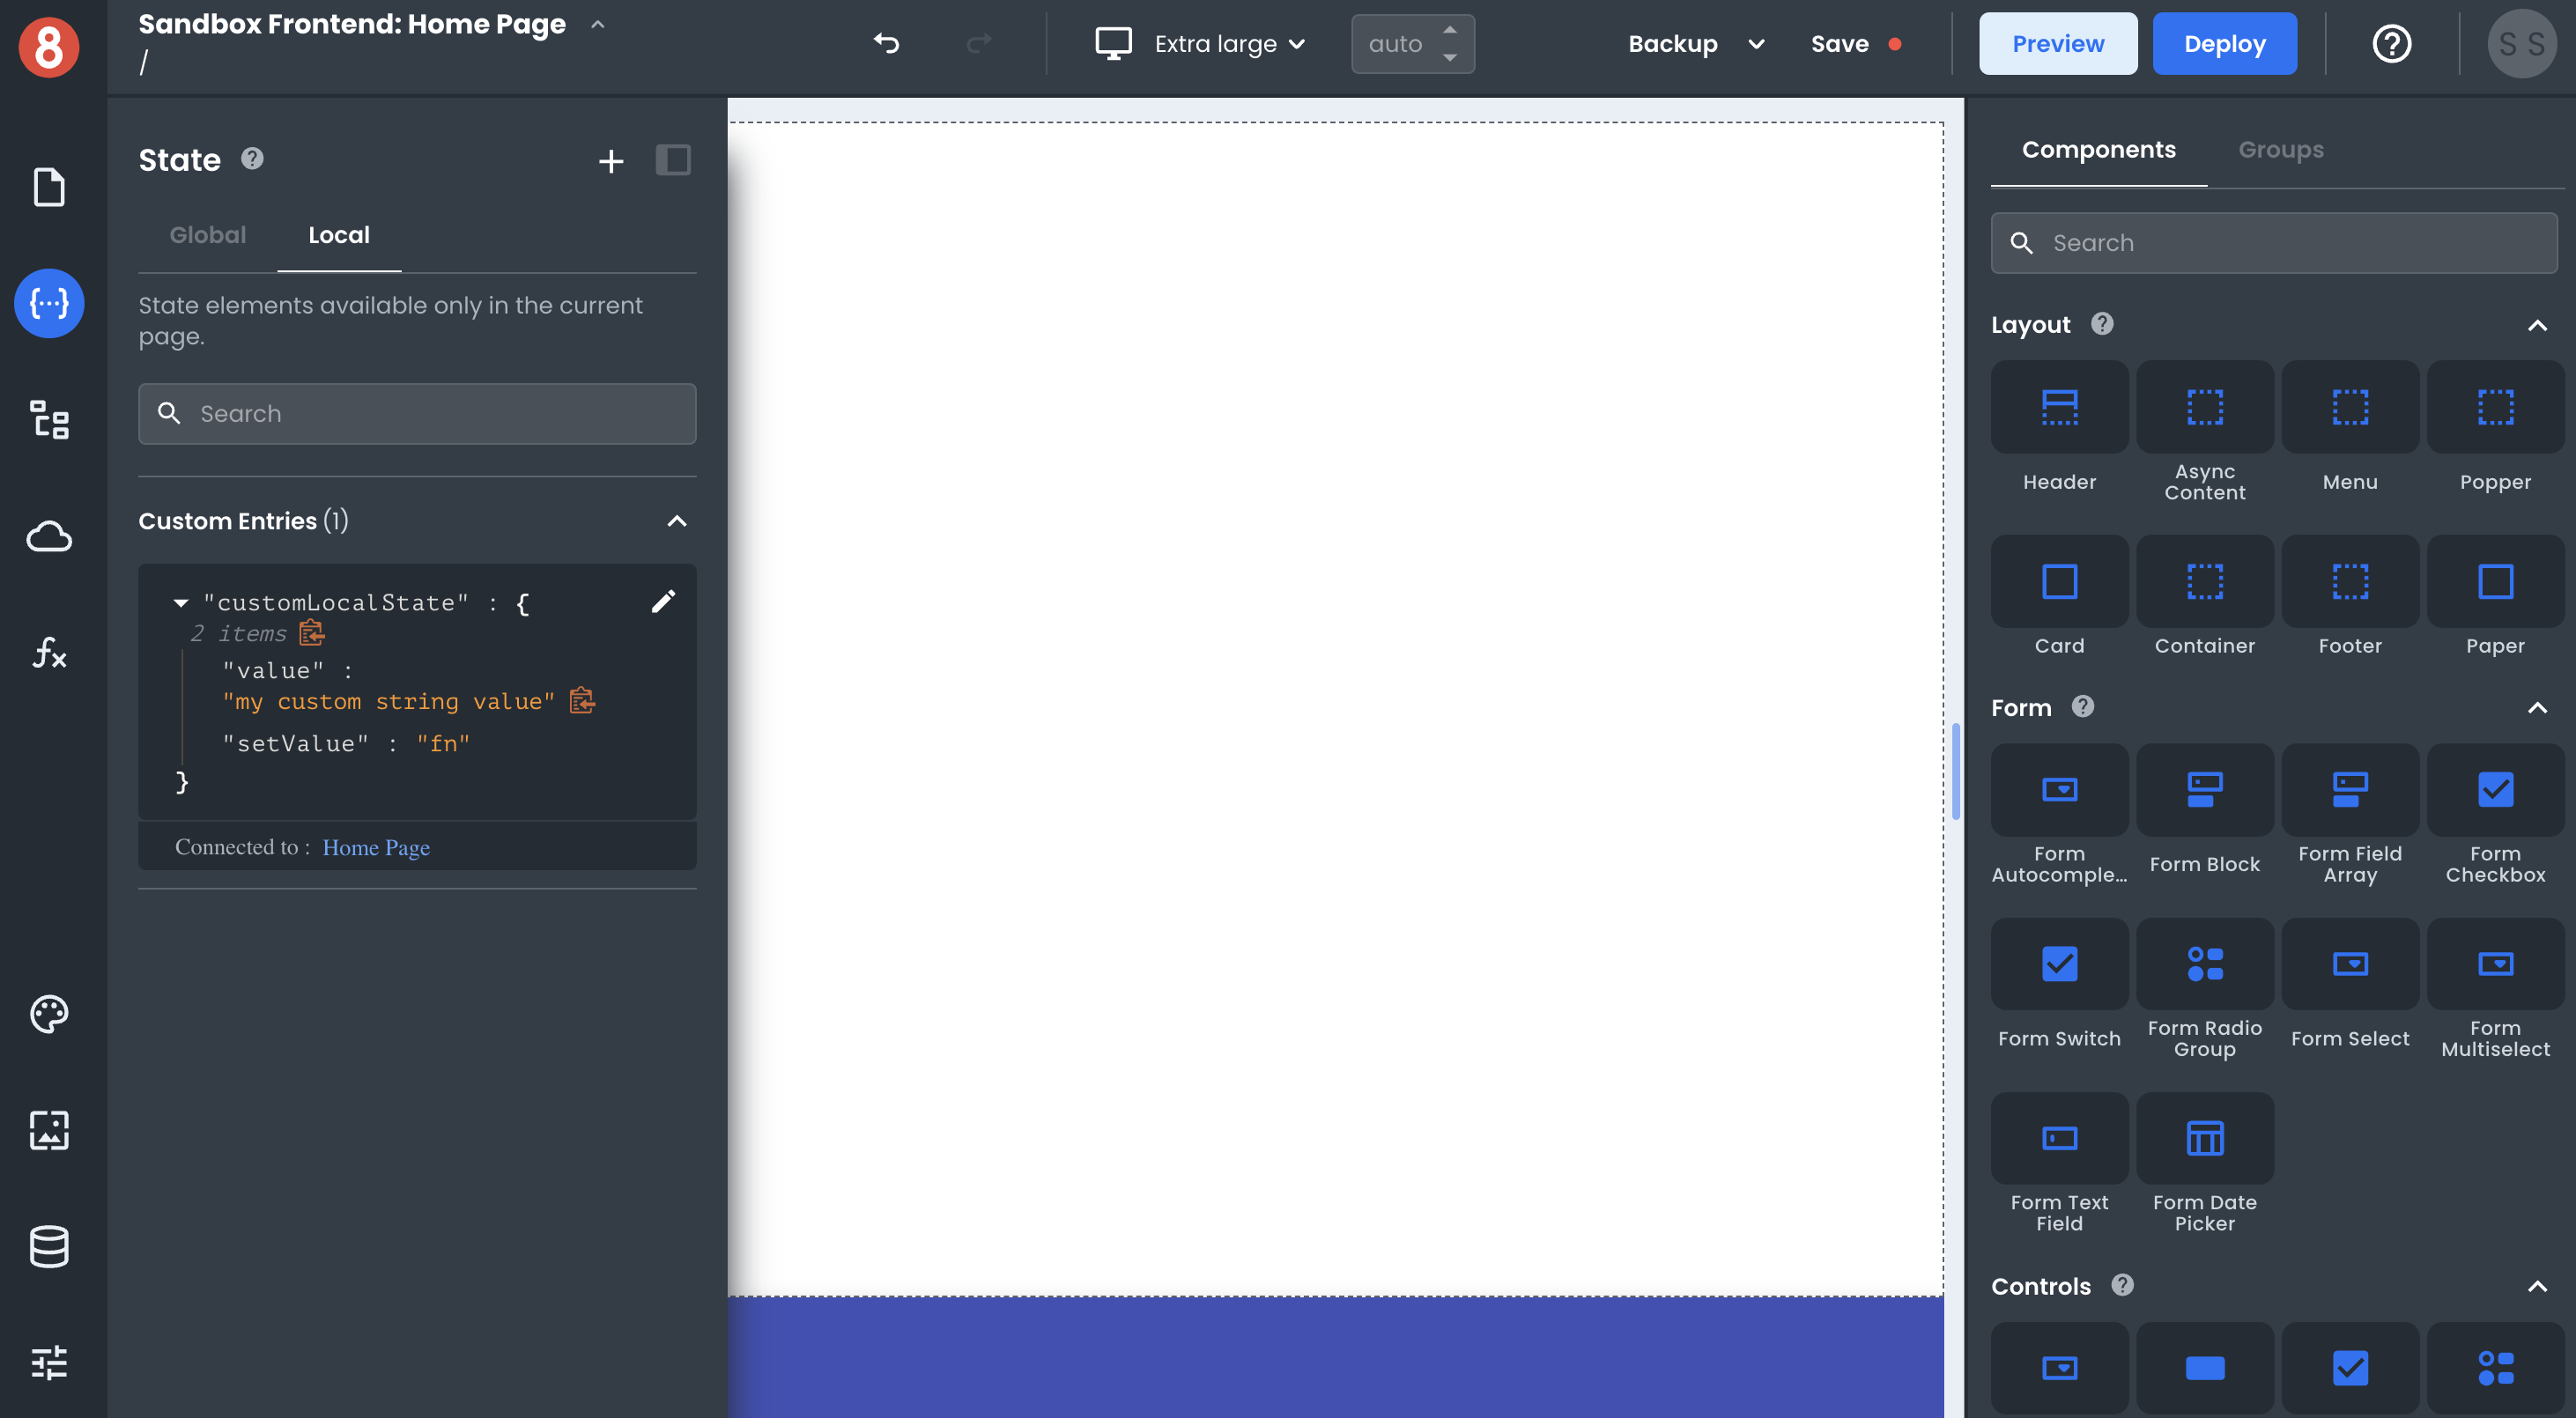 8
Sandbox Frontend: Home Page
/
Extra large
auto
Backup
Save
Preview
Deploy
?
S S
State ?
Global
Local
State elements available only in the current
page.
Search
Custom Entries (1)
"customLocalState" : {
2 items
"value" :
"my custom string value"
"setValue" : "fn"
}
Connected to : Home Page
Components
Groups
Search
Layout ?
Header
Async
Content
Menu
Popper
Card
Container
Footer
Paper
Form ?
Form
Autocomple...
Form Block
Form Field
Array
Form
Checkbox
Form Switch
Form Radio
Group
Form Select
Form
Multiselect
Form Text
Field
Form Date
Picker
Controls ?